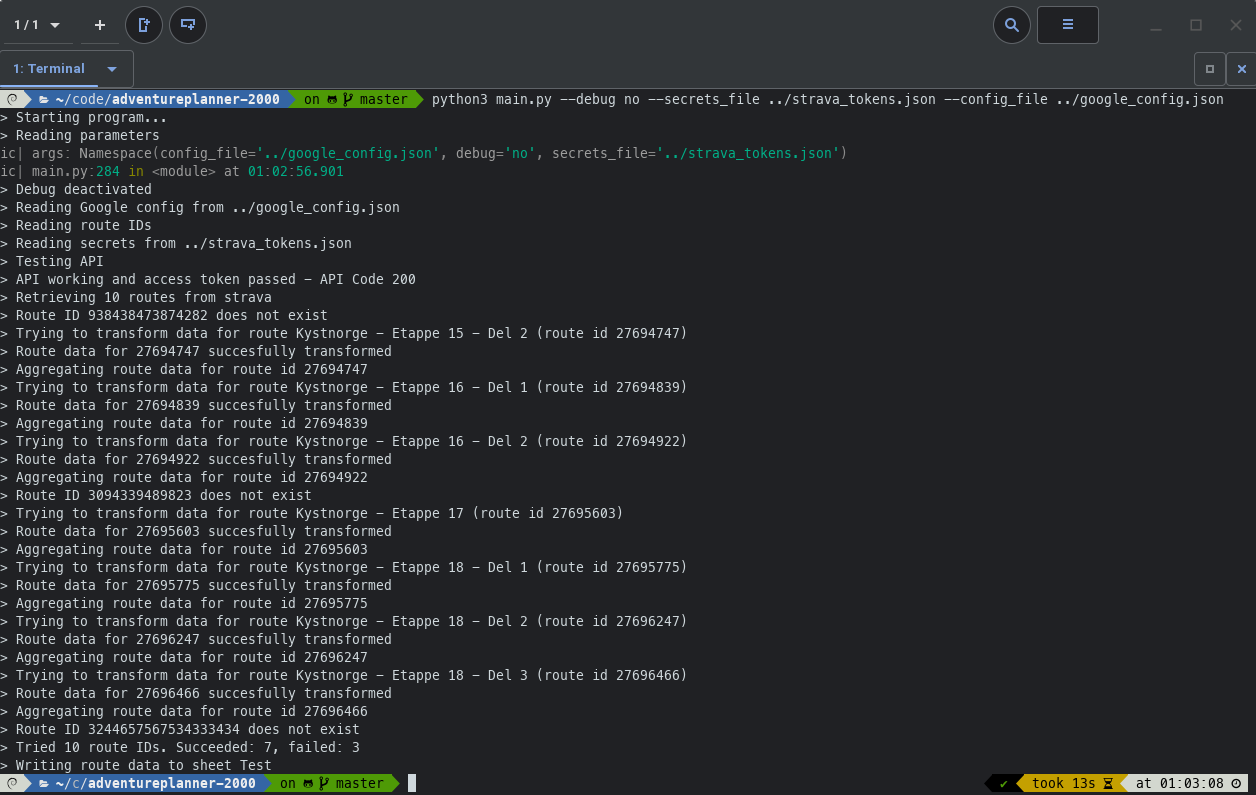 1 / 1
1: Terminal
~/code/adventureplanner-2000 on master python3 main.py --debug no --secrets_file ../strava_tokens.json --config_file ../google_config.json
> Starting program...
> Reading parameters
ic| args: Namespace(config_file='../google_config.json', debug='no', secrets_file='../strava_tokens.json')
ic| main.py:284 in <module> at 01:02:56.901
> Debug deactivated
> Reading Google config from ../google_config.json
> Reading route IDs
> Reading secrets from ../strava_tokens.json
> Testing API
> API working and access token passed - API Code 200
> Retrieving 10 routes from strava
> Route ID 938438473874282 does not exist
> Trying to transform data for route Kystnorge - Etappe 15 - Del 2 (route id 27694747)
> Route data for 27694747 succesfully transformed
> Aggregating route data for route id 27694747
> Trying to transform data for route Kystnorge - Etappe 16 - Del 1 (route id 27694839)
> Route data for 27694839 succesfully transformed
> Aggregating route data for route id 27694839
> Trying to transform data for route Kystnorge - Etappe 16 - Del 2 (route id 27694922)
> Route data for 27694922 succesfully transformed
> Aggregating route data for route id 27694922
> Route ID 3094339489823 does not exist
> Trying to transform data for route Kystnorge - Etappe 17 (route id 27695603)
> Route data for 27695603 succesfully transformed
> Aggregating route data for route id 27695603
> Trying to transform data for route Kystnorge - Etappe 18 - Del 1 (route id 27695775)
> Route data for 27695775 succesfully transformed
> Aggregating route data for route id 27695775
> Trying to transform data for route Kystnorge - Etappe 18 - Del 2 (route id 27696247)
> Route data for 27696247 succesfully transformed
> Aggregating route data for route id 27696247
> Trying to transform data for route Kystnorge - Etappe 18 - Del 3 (route id 27696466)
> Route data for 27696466 succesfully transformed
> Aggregating route data for route id 27696466
> Route ID 3244657567534333434 does not exist
> Tried 10 route IDs. Succeeded: 7, failed: 3
> Writing route data to sheet Test
~/c/adventureplanner-2000 on master ✔ took 13s at 01:03:08